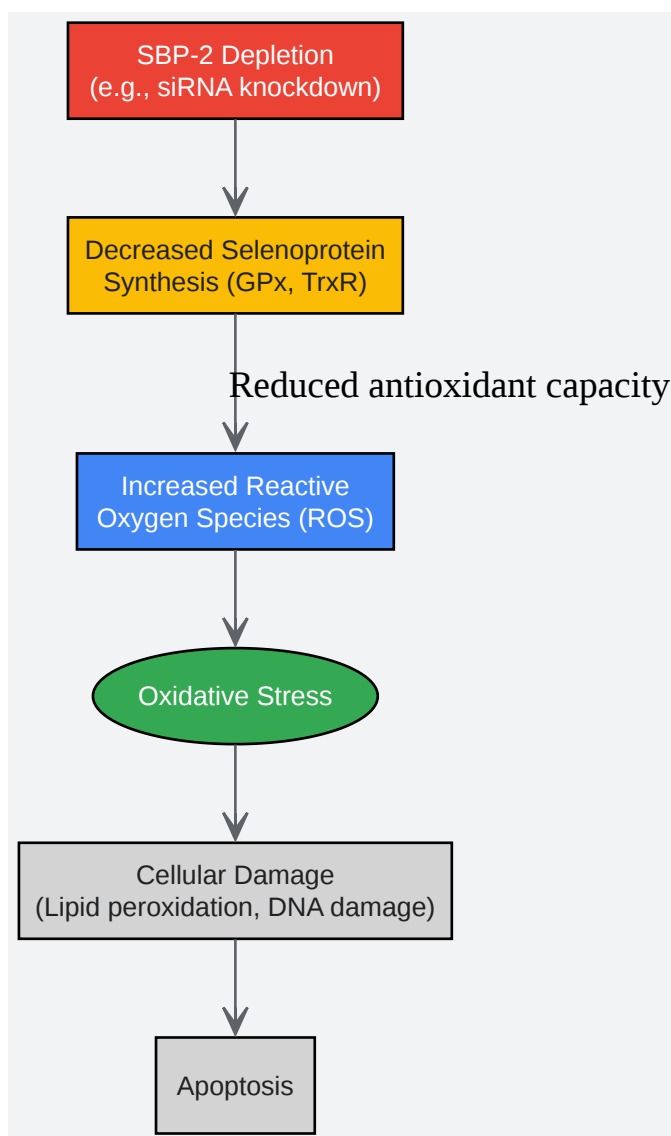 SBP-2 Depletion
(e.g., siRNA knockdown)
Decreased Selenoprotein
Synthesis (GPx, TrxR)
Reduced antioxidant capacity
Increased Reactive
Oxygen Species (ROS)
Oxidative Stress
Cellular Damage
(Lipid peroxidation, DNA damage)
Apoptosis